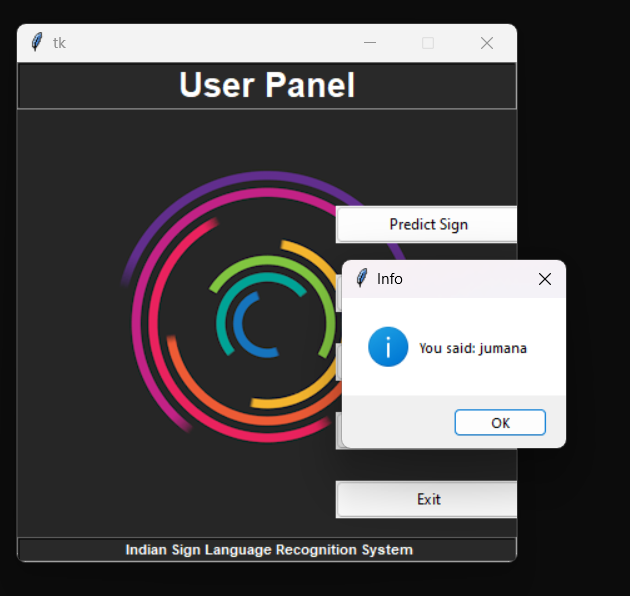 tk
User Panel
Predict Sign
Info
You said: jumana
OK
Exit
Indian Sign Language Recognition System